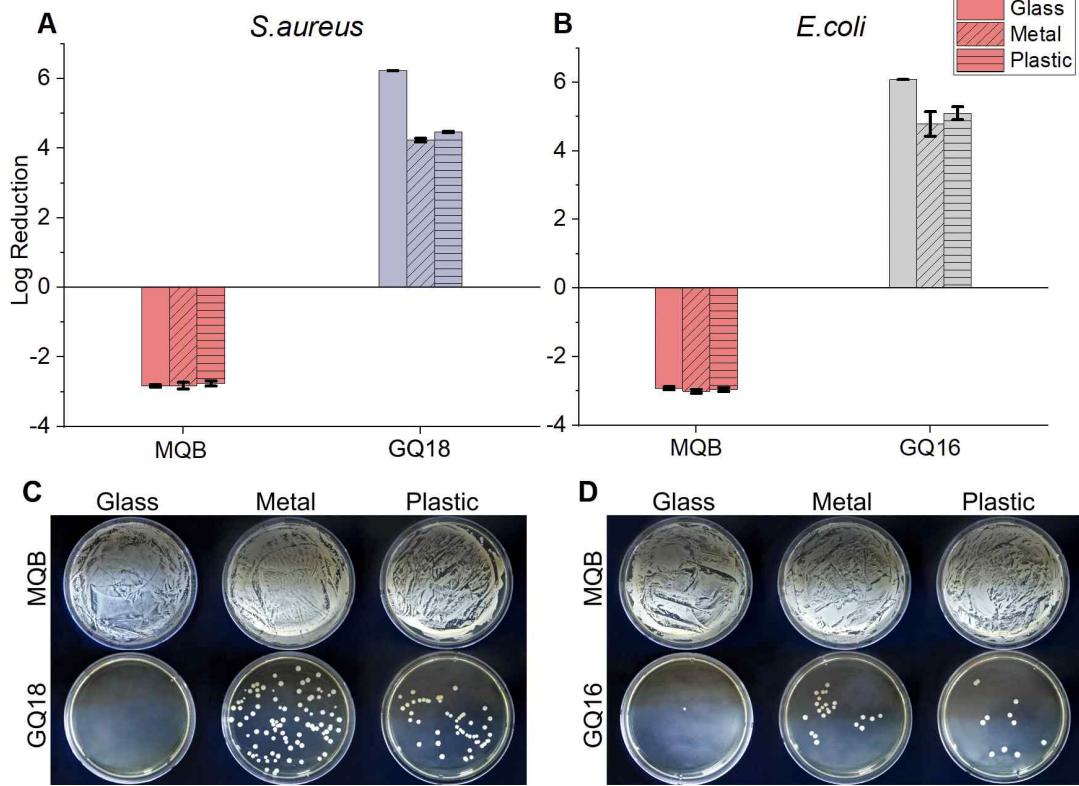 A
S.aureus
B
E.coli
Glass
Metal
Plastic
Log Reduction
6
4
2
0
-2
-4
MQB
GQ18
6
4
2
0
-2
-4
MQB
GQ16
C
Glass
Metal
Plastic
MQB
GQ18
D
Glass
Metal
Plastic
MQB
GQ16